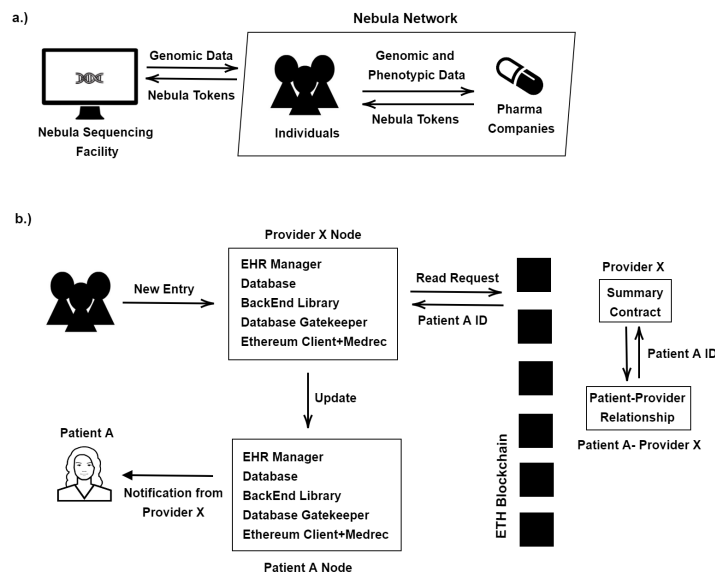 a.)
Nebula Network
Genomic Data
Nebula Tokens
Nebula Sequencing
Facility
Individuals
Genomic and
Phenotypic Data
Nebula Tokens
Pharma
Companies
b.)
Provider X Node
New Entry
EHR Manager
Database
BackEnd Library
Database Gatekeeper
Ethereum Client+Medrec
Read Request
Patient A ID
ETH Blockchain
Provider X
Summary
Contract
Patient A ID
Patient-Provider
Relationship
Patient A- Provider X
Update
Patient A
Notification from
Provider X
EHR Manager
Database
BackEnd Library
Database Gatekeeper
Ethereum Client+Medrec
Patient A Node